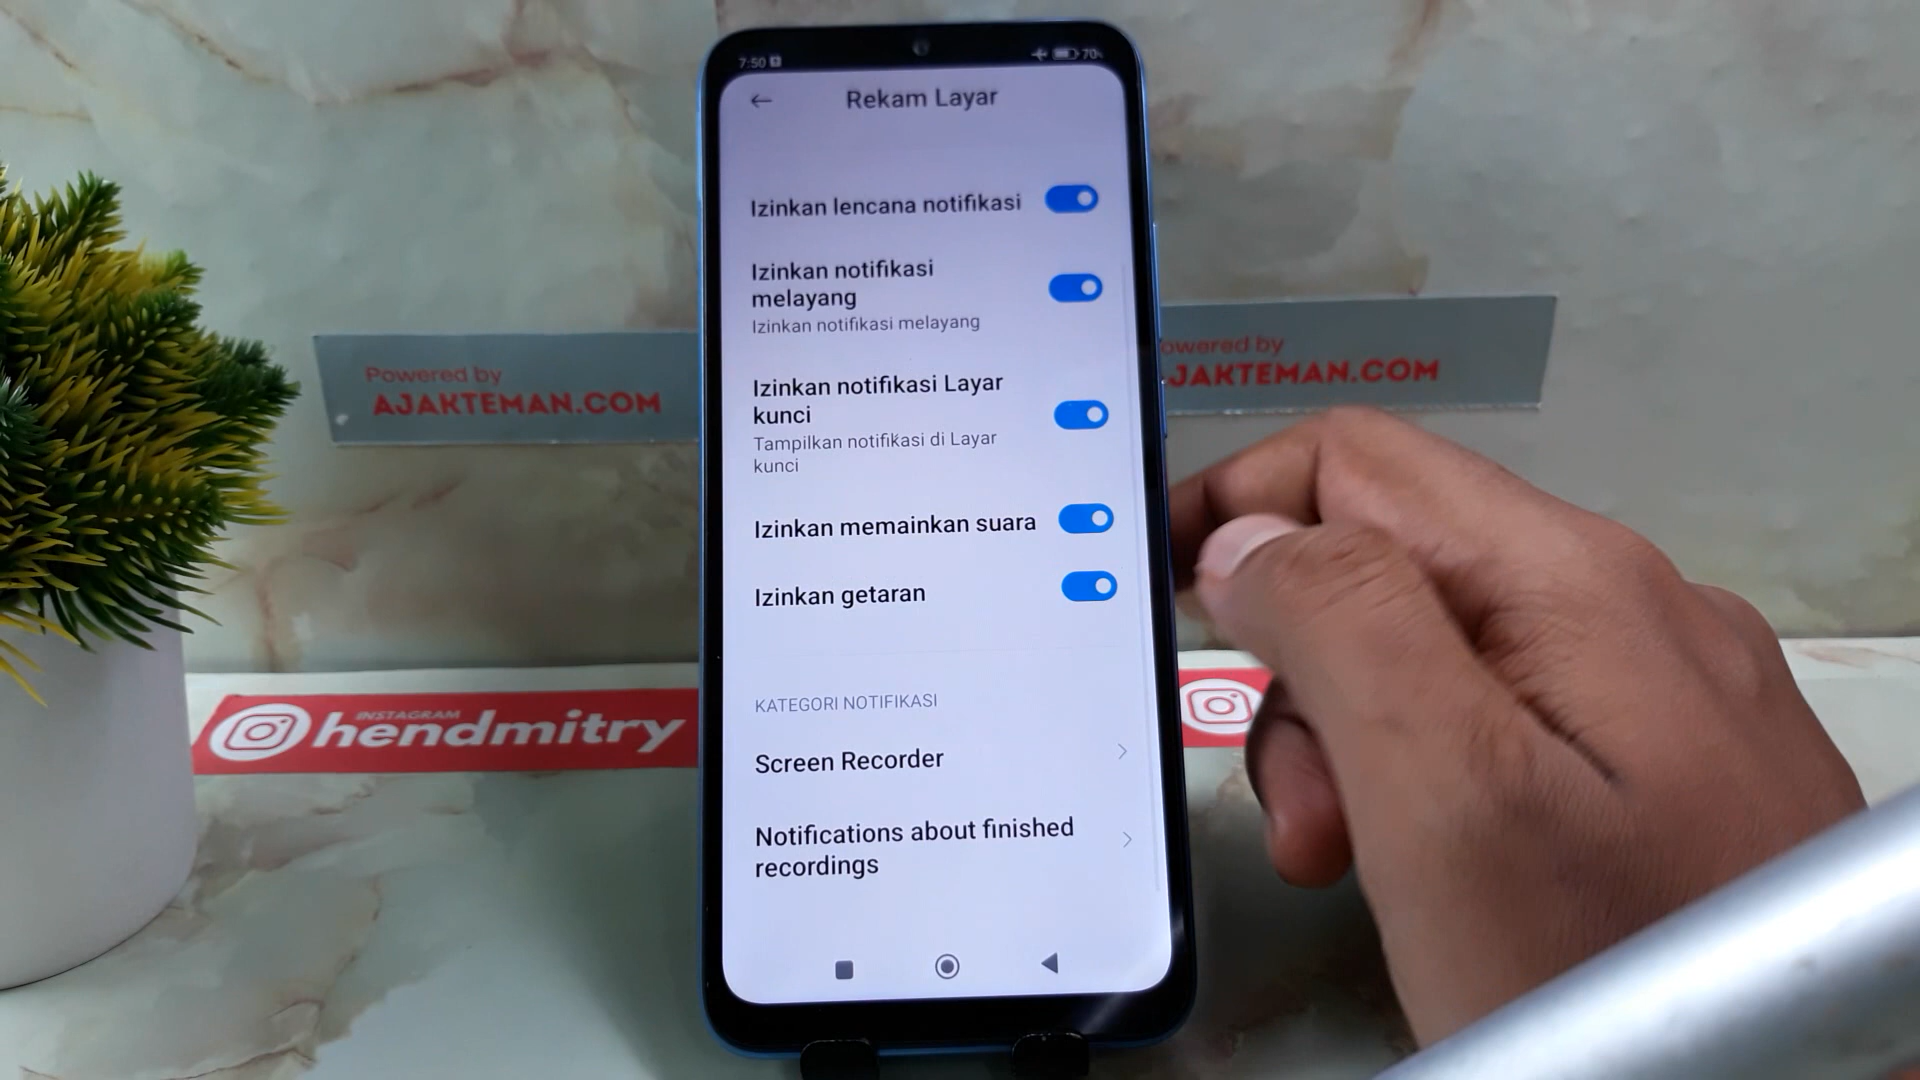 7:50
70
Rekam Layar
Izinkan lencana notifikasi
Izinkan notifikasi
melayang
Izinkan notifikasi melayang
Izinkan notifikasi Layar
kunci
Tampilkan notifikasi di Layar
kunci
Izinkan memainkan suara
Izinkan getaran
KATEGORI NOTIFIKASI
Screen Recorder
Notifications about finished
recordings
Powered by
AJAKTEMAN.COM
owered by
JAKTEMAN.COM
INSTAGRAM
hendmitry